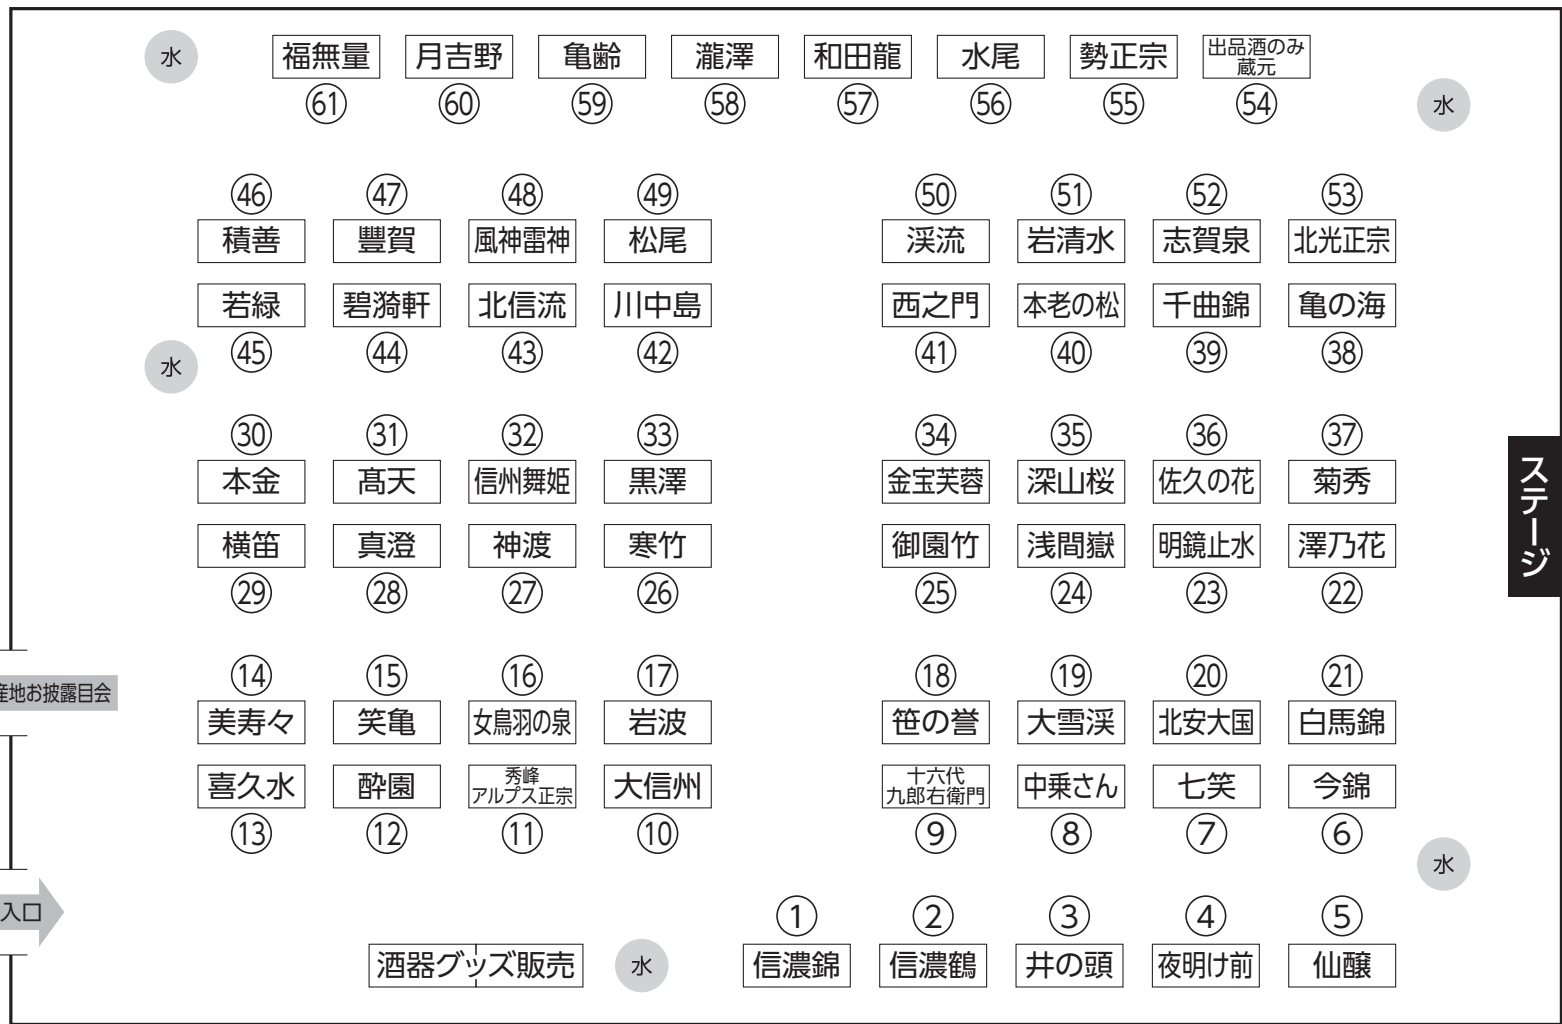 水
福無量 月吉野 亀齢 瀧澤 和田龍 水尾 勢正宗 出品酒のみ
蔵元
61 60 59 58 57 56 55 54
水
46 47 48 49 50 51 52 53
積善 豐賀 風神雷神 松尾 渓流 岩清水 志賀泉 北光正宗
若緑 碧漪軒 北信流 川中島 西之門 本老の松 千曲錦 亀の海
45 44 43 42 41 40 39 38
水
30 31 32 33 34 35 36 37
本金 髙天 信州舞姫 黒澤 金宝芙蓉 深山桜 佐久の花 菊秀
横笛 真澄 神渡 寒竹 御園竹 浅間嶽 明鏡止水 澤乃花
29 28 27 26 25 24 23 22
ステージ
14 15 16 17 18 19 20 21
産地お披露目会
美寿々 笑亀 女鳥羽の泉 岩波 笹の誉 大雪渓 北安大国 白馬錦
喜久水 酔園 秀峰
アルプス正宗 大信州 十六代
九郎右衛門 中乗さん 七笑 今錦
13 12 11 10 9 8 7 6
水
入口
1 2 3 4 5
酒器グッズ販売 水 信濃錦 信濃鶴 井の頭 夜明け前 仙醸